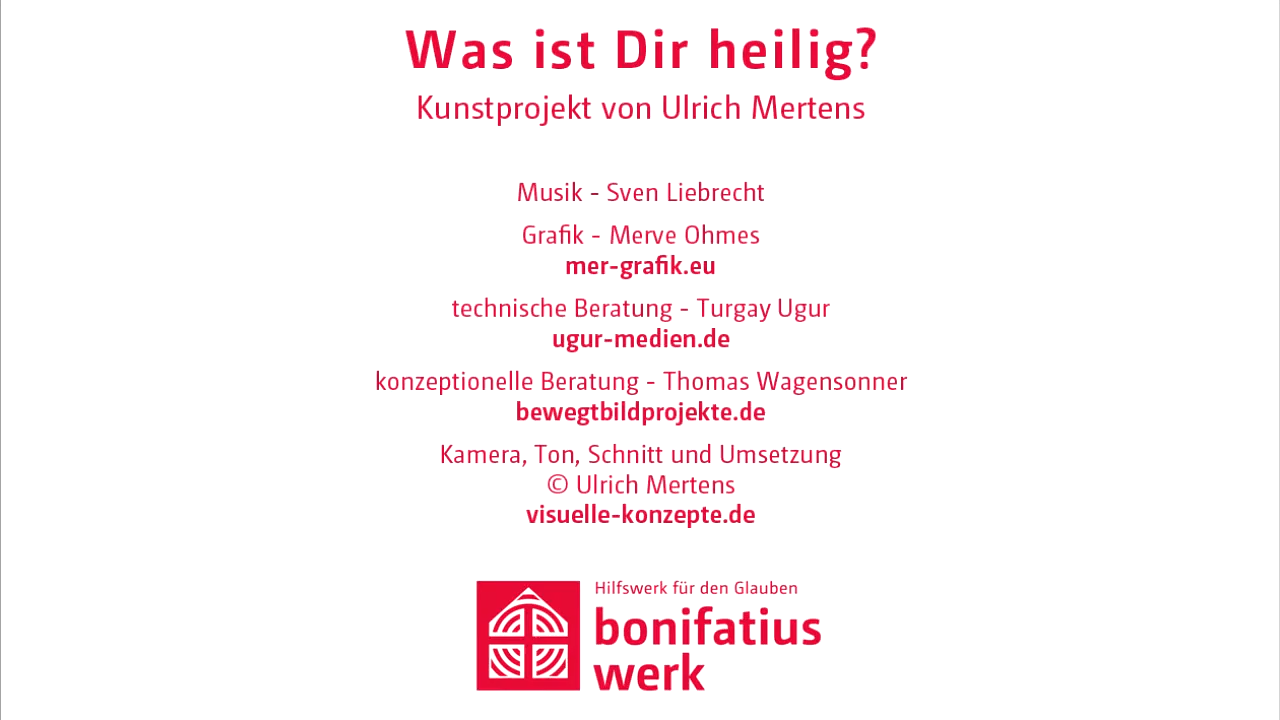 Was ist Dir heilig?
Kunstprojekt von Ulrich Mertens
Musik - Sven Liebrecht
Grafik - Merve Ohmes
mer-grafik.eu
technische Beratung - Turgay Ugur
ugur-medien.de
konzeptionelle Beratung - Thomas Wagensonner
bewegtbildprojekte.de
Kamera, Ton, Schnitt und Umsetzung
© Ulrich Mertens
visuelle-konzepte.de
Hilfswerk für den Glauben
bonifatius
werk